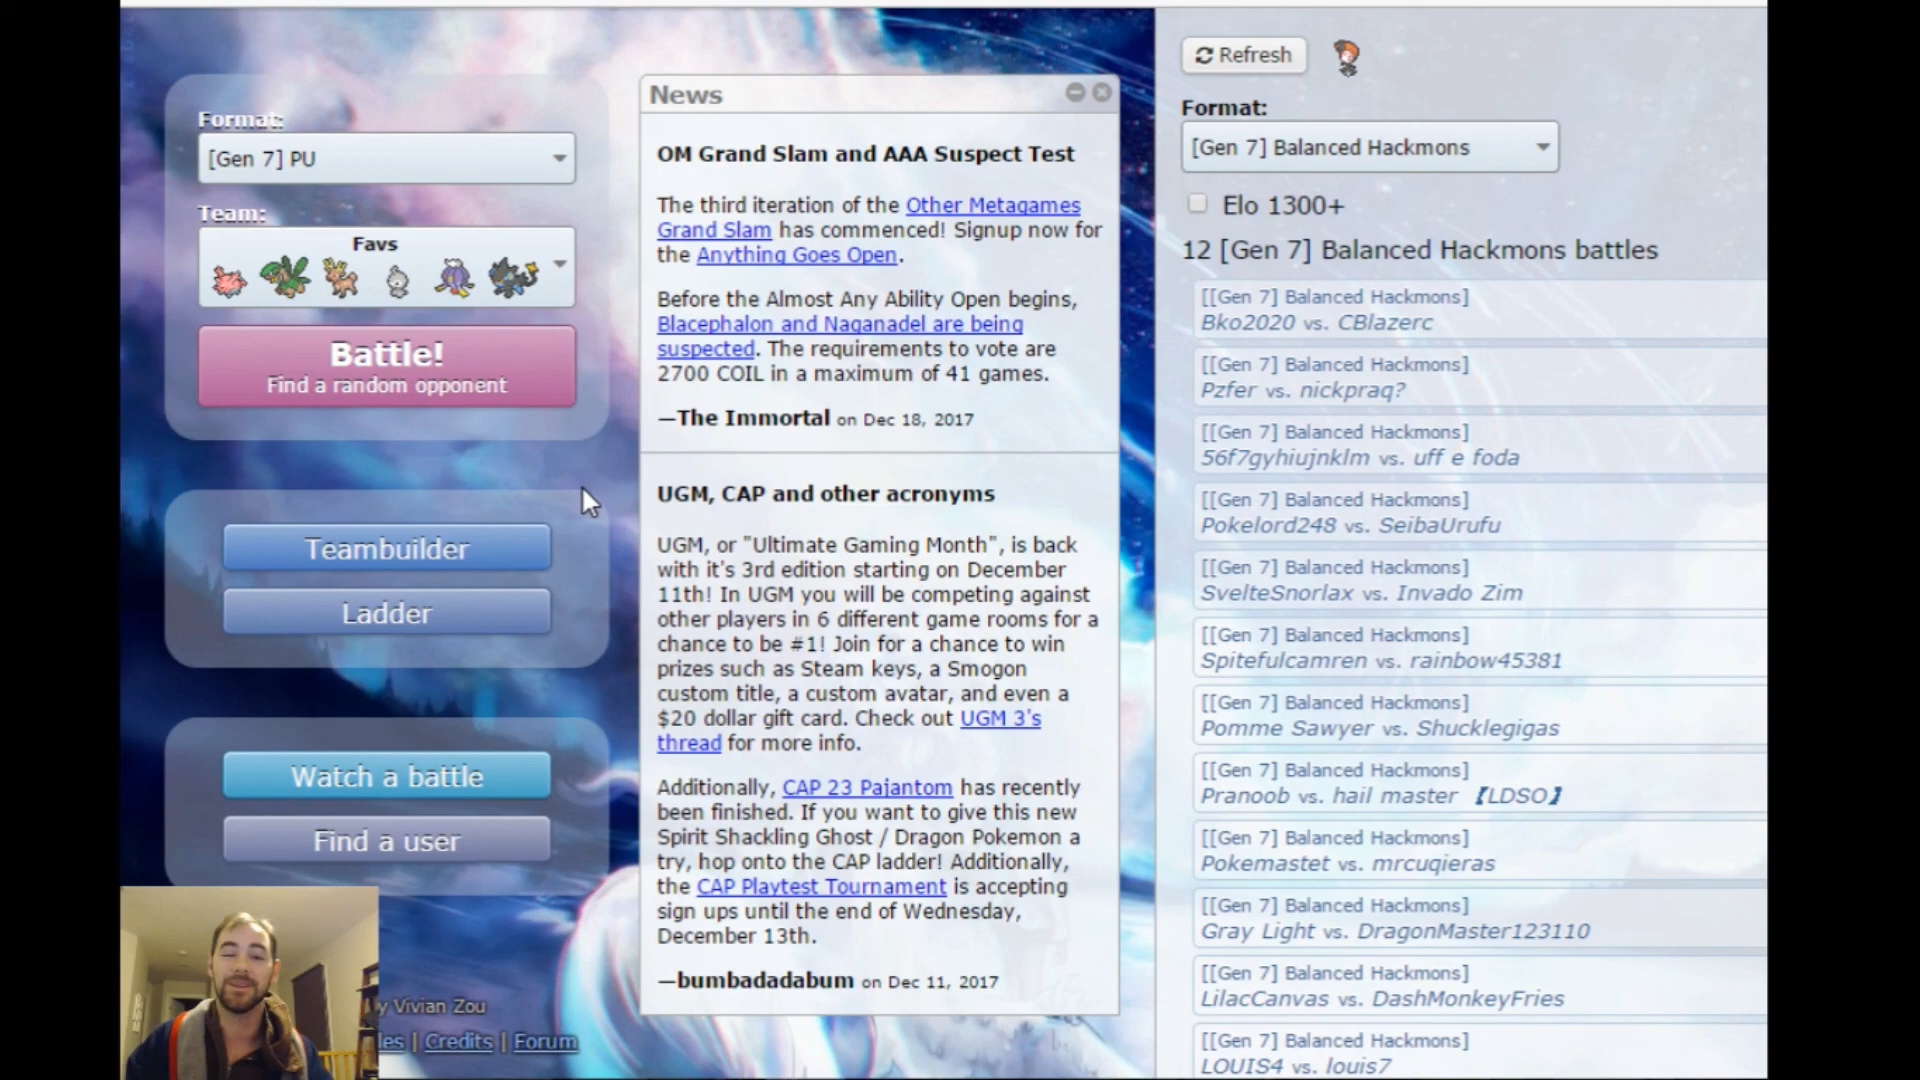 Format:
[Gen 7] PU
Team:
Favs
Battle!
Find a random opponent
Teambuilder
Ladder
Watch a battle
Find a user
y Vivian Zou
les | Credits | Forum
News
OM Grand Slam and AAA Suspect Test
The third iteration of the Other Metagames
Grand Slam has commenced! Signup now for
the Anything Goes Open.
Before the Almost Any Ability Open begins,
Blacephalon and Naganadel are being
suspected. The requirements to vote are
2700 COIL in a maximum of 41 games.
—The Immortal on Dec 18, 2017
UGM, CAP and other acronyms
UGM, or "Ultimate Gaming Month", is back
with it's 3rd edition starting on December
11th! In UGM you will be competing against
other players in 6 different game rooms for a
chance to be #1! Join for a chance to win
prizes such as Steam keys, a Smogon
custom title, a custom avatar, and even a
$20 dollar gift card. Check out UGM 3's
thread for more info.
Additionally, CAP 23 Pajantom has recently
been finished. If you want to give this new
Spirit Shackling Ghost / Dragon Pokemon a
try, hop onto the CAP ladder! Additionally,
the CAP Playtest Tournament is accepting
sign ups until the end of Wednesday,
December 13th.
—bumbadadabum on Dec 11, 2017
Refresh
Format:
[Gen 7] Balanced Hackmons
Elo 1300+
12 [Gen 7] Balanced Hackmons battles
[[Gen 7] Balanced Hackmons]
Bko2020 vs. CBlazerc
[[Gen 7] Balanced Hackmons]
Pzfer vs. nickpraq?
[[Gen 7] Balanced Hackmons]
56f7gyhiujnklm vs. uff e foda
[[Gen 7] Balanced Hackmons]
Pokelord248 vs. SeibaUrufu
[[Gen 7] Balanced Hackmons]
SvelteSnorlax vs. Invado Zim
[[Gen 7] Balanced Hackmons]
Spitefulcamren vs. rainbow45381
[[Gen 7] Balanced Hackmons]
Pomme Sawyer vs. Shucklegigas
[[Gen 7] Balanced Hackmons]
Pranoob vs. hail master 【LDSO】
[[Gen 7] Balanced Hackmons]
Pokemastet vs. mrcuqieras
[[Gen 7] Balanced Hackmons]
Gray Light vs. DragonMaster123110
[[Gen 7] Balanced Hackmons]
LilacCanvas vs. DashMonkeyFries
[[Gen 7] Balanced Hackmons]
LOUIS4 vs. louis7